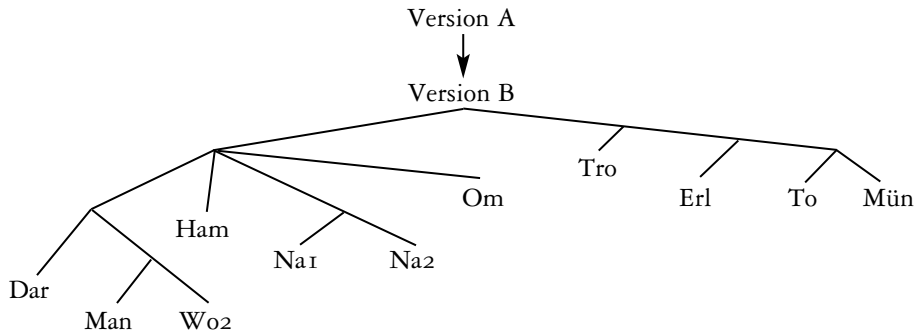 Version A
Version B
Tro
Om
Erl
To
Mün
Ham
Na1
Na2
Dar
Man
Wo2